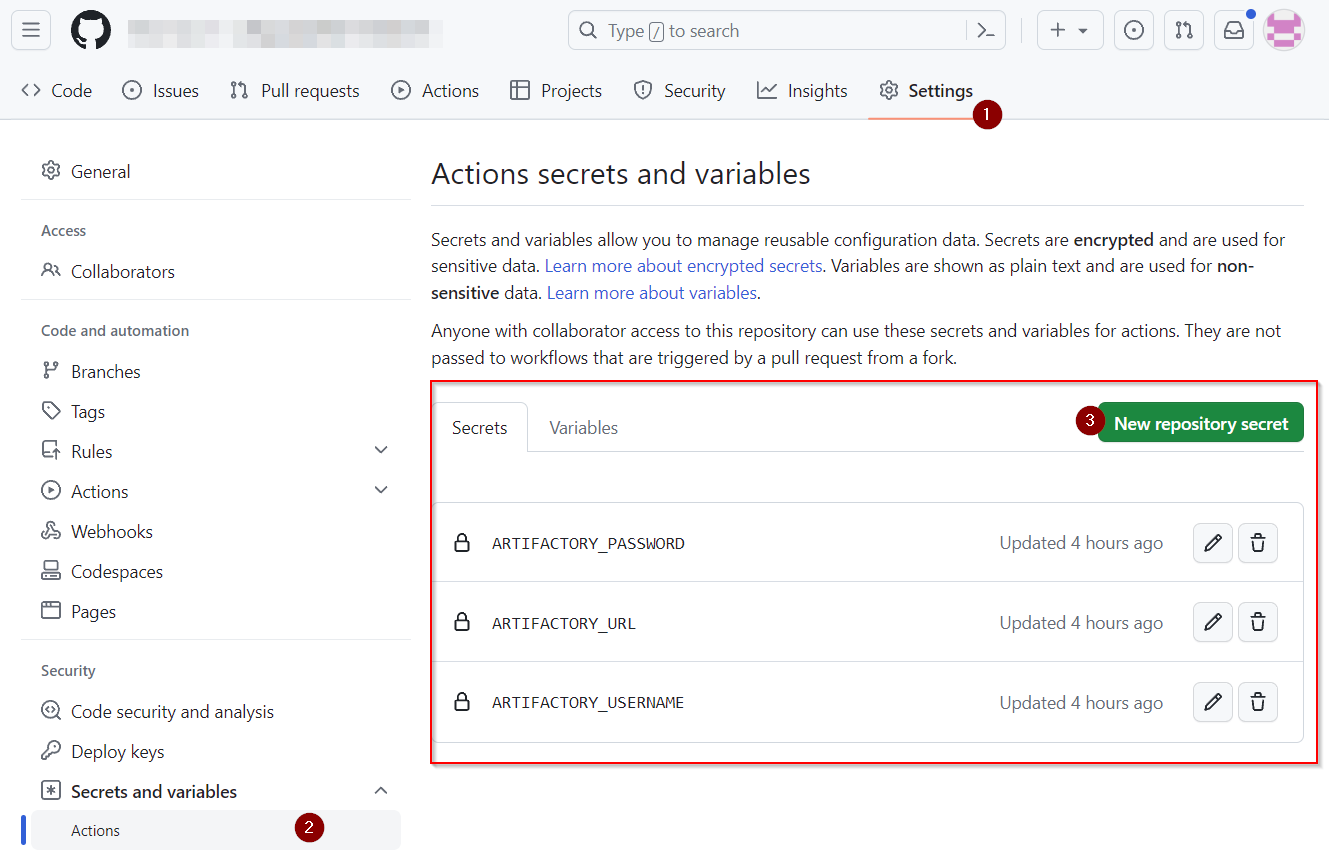 Type / to search
Code Issues Pull requests Actions Projects Security Insights Settings
1
General
Access
Collaborators
Code and automation
Branches
Tags
Rules
Actions
Webhooks
Codespaces
Pages
Security
Code security and analysis
Deploy keys
Secrets and variables
Actions
2
Actions secrets and variables
Secrets and variables allow you to manage reusable configuration data. Secrets are encrypted and are used for
sensitive data. Learn more about encrypted secrets. Variables are shown as plain text and are used for non-
sensitive data. Learn more about variables.
Anyone with collaborator access to this repository can use these secrets and variables for actions. They are not
passed to workflows that are triggered by a pull request from a fork.
Secrets Variables
3 New repository secret
ARTIFACTORY_PASSWORD Updated 4 hours ago
ARTIFACTORY_URL Updated 4 hours ago
ARTIFACTORY_USERNAME Updated 4 hours ago